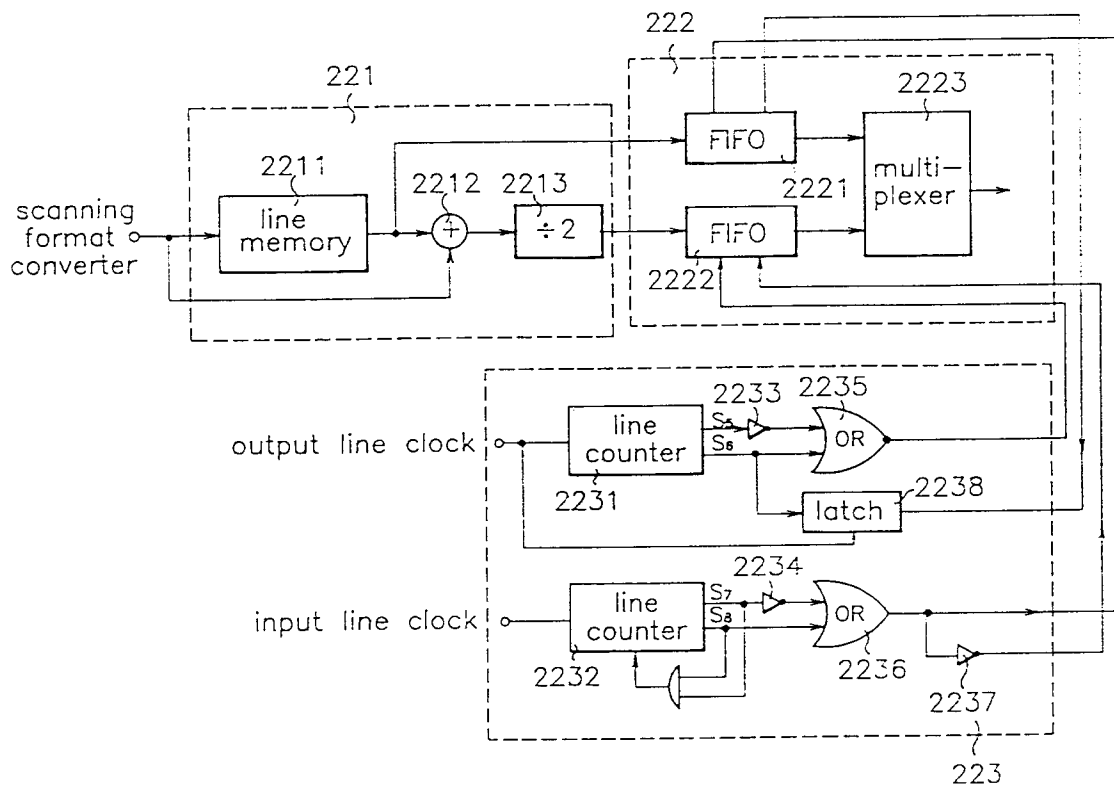 222
221
2223
FIFO
2221
multi-
plexer
2211
2212
2213
scanning
format
converter
line
memory
+
÷2
FIFO
2222
output line clock
line
counter
2231
S5
S6
2233
2235
OR
2238
latch
input line clock
line
counter
2232
S7
S8
2234
OR
2236
2237
223